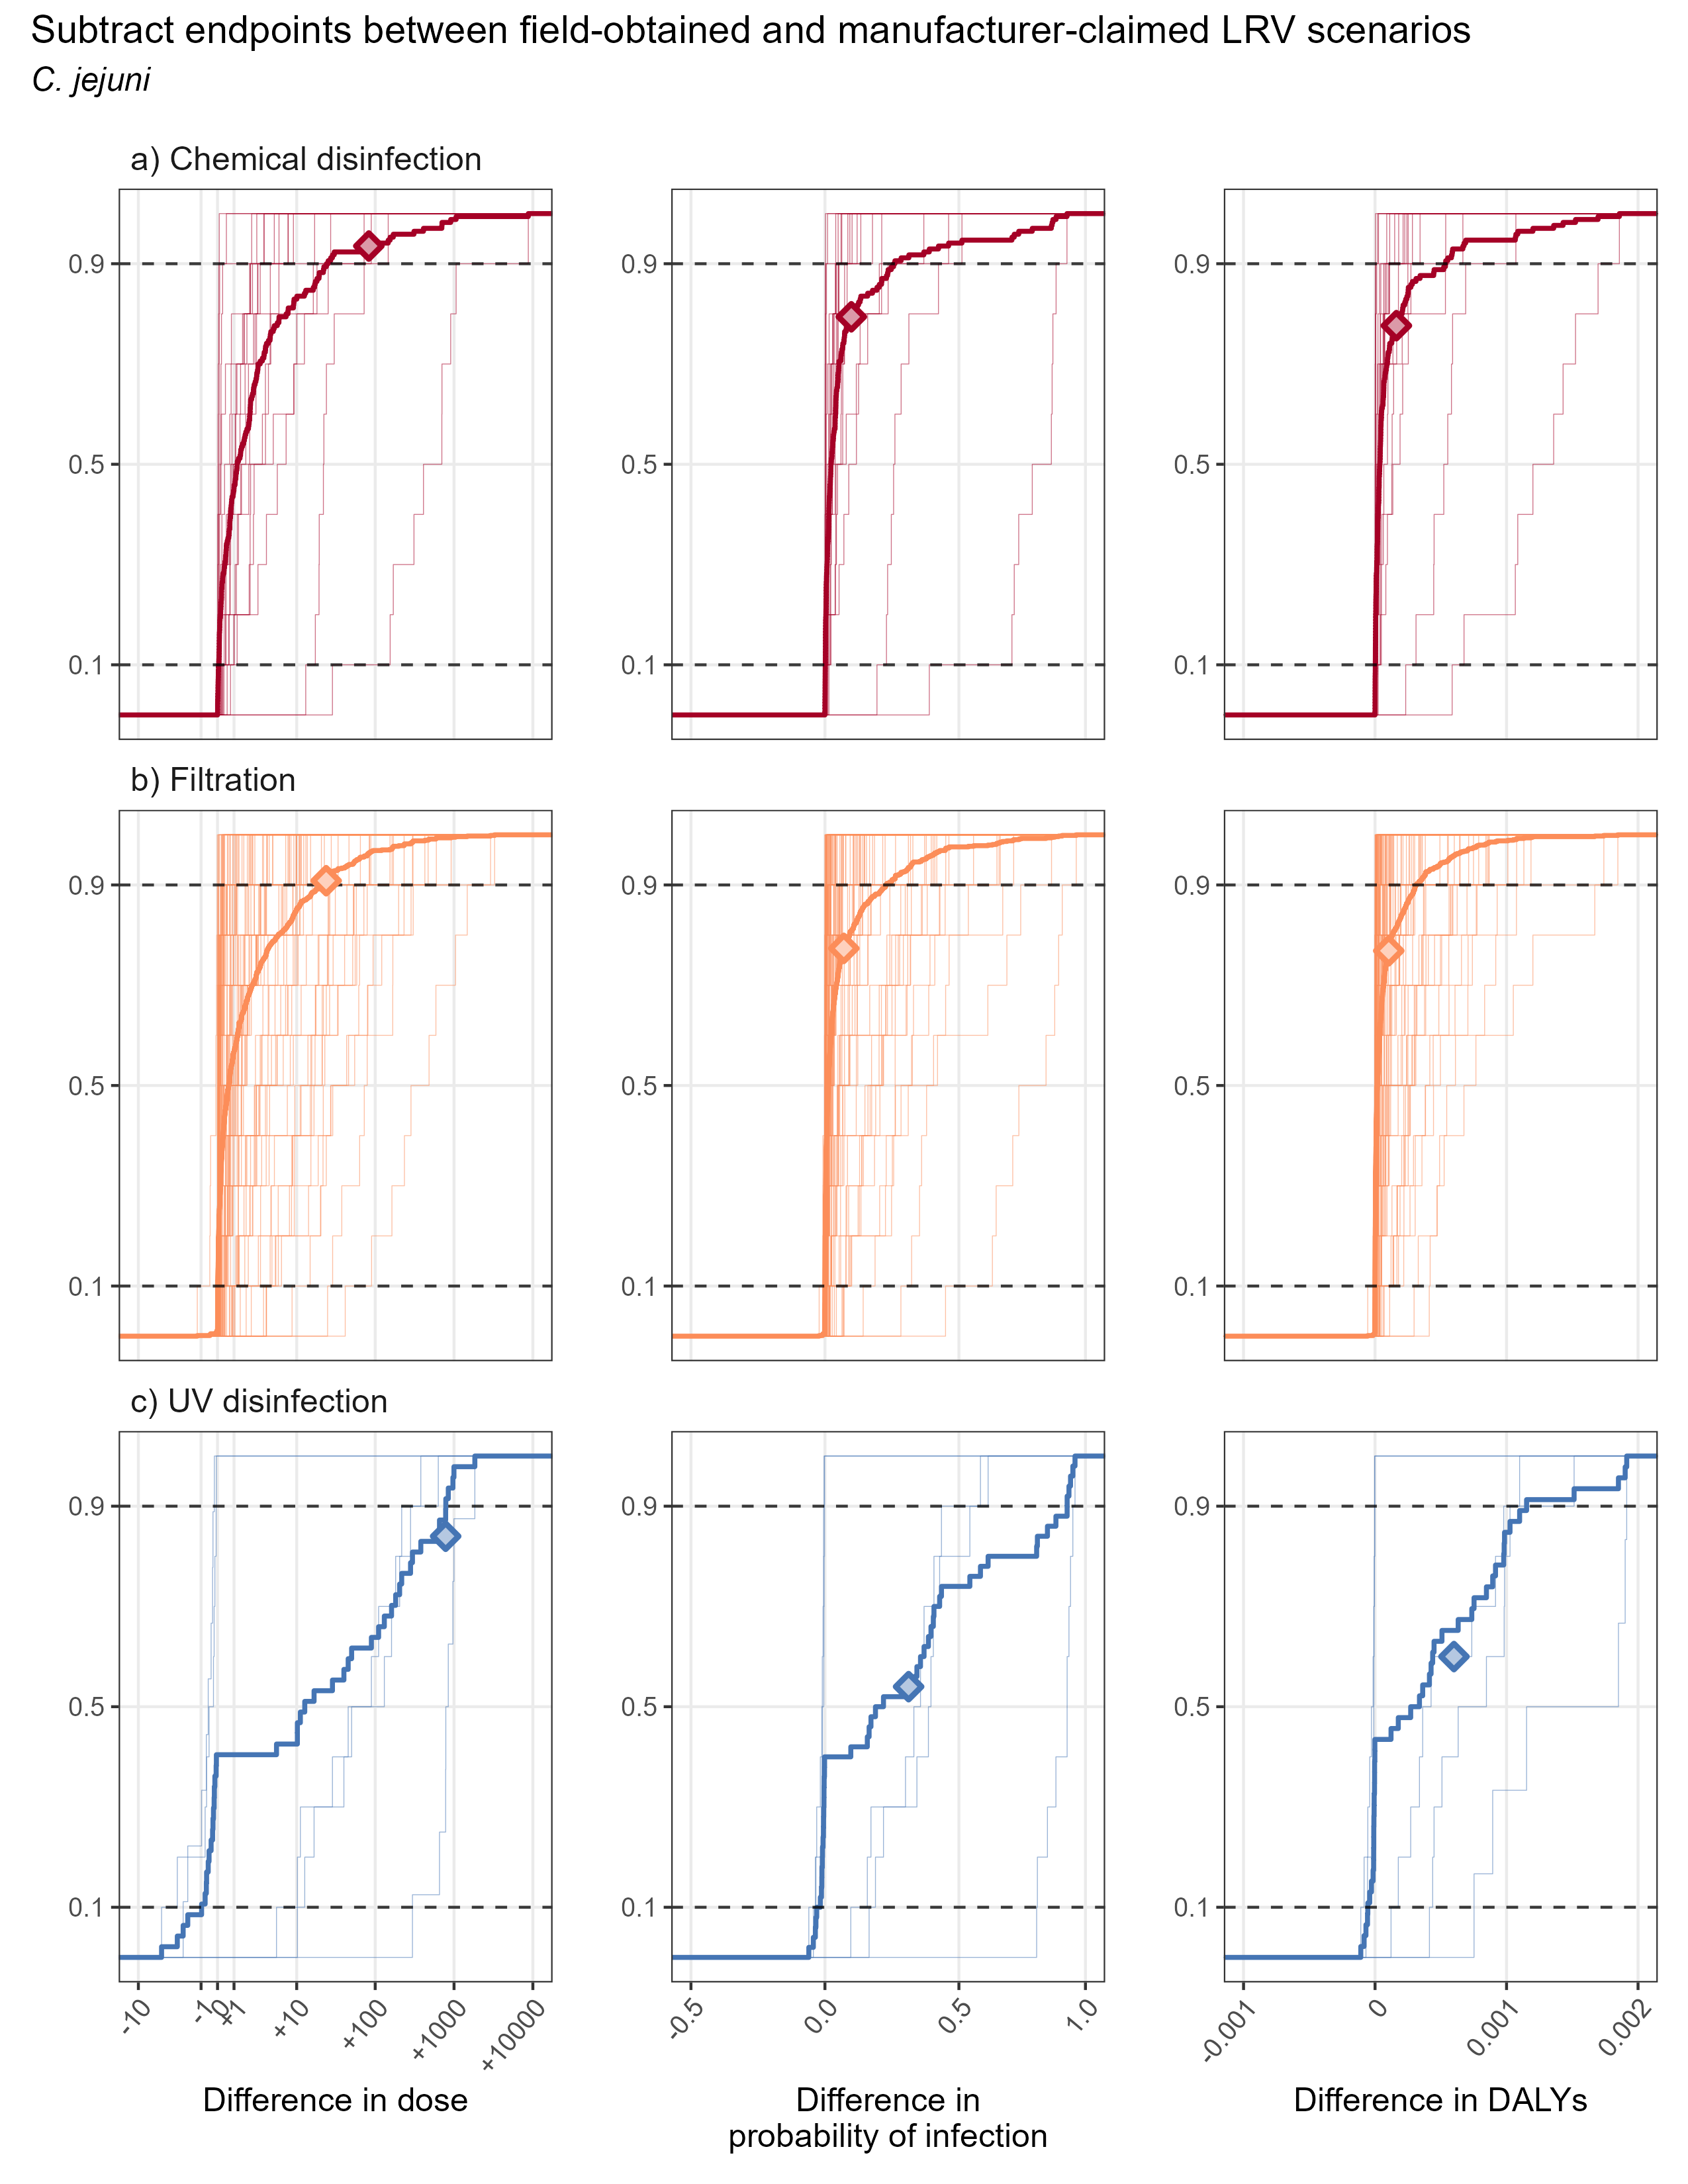 Subtract endpoints between field-obtained and manufacturer-claimed LRV scenarios
C. jejuni
a) Chemical disinfection
0.9
0.5
0.1
0.9
0.5
0.1
0.9
0.5
0.1
b) Filtration
0.9
0.5
0.1
0.9
0.5
0.1
0.9
0.5
0.1
c) UV disinfection
0.9
0.5
0.1
0.9
0.5
0.1
0.9
0.5
0.1
-10 -1 0 +1 +10 +100 +1000 +10000
-0.5 0.0 0.5 1.0
-0.001 0 0.001 0.002
Difference in dose
Difference in
probability of infection
Difference in DALYs